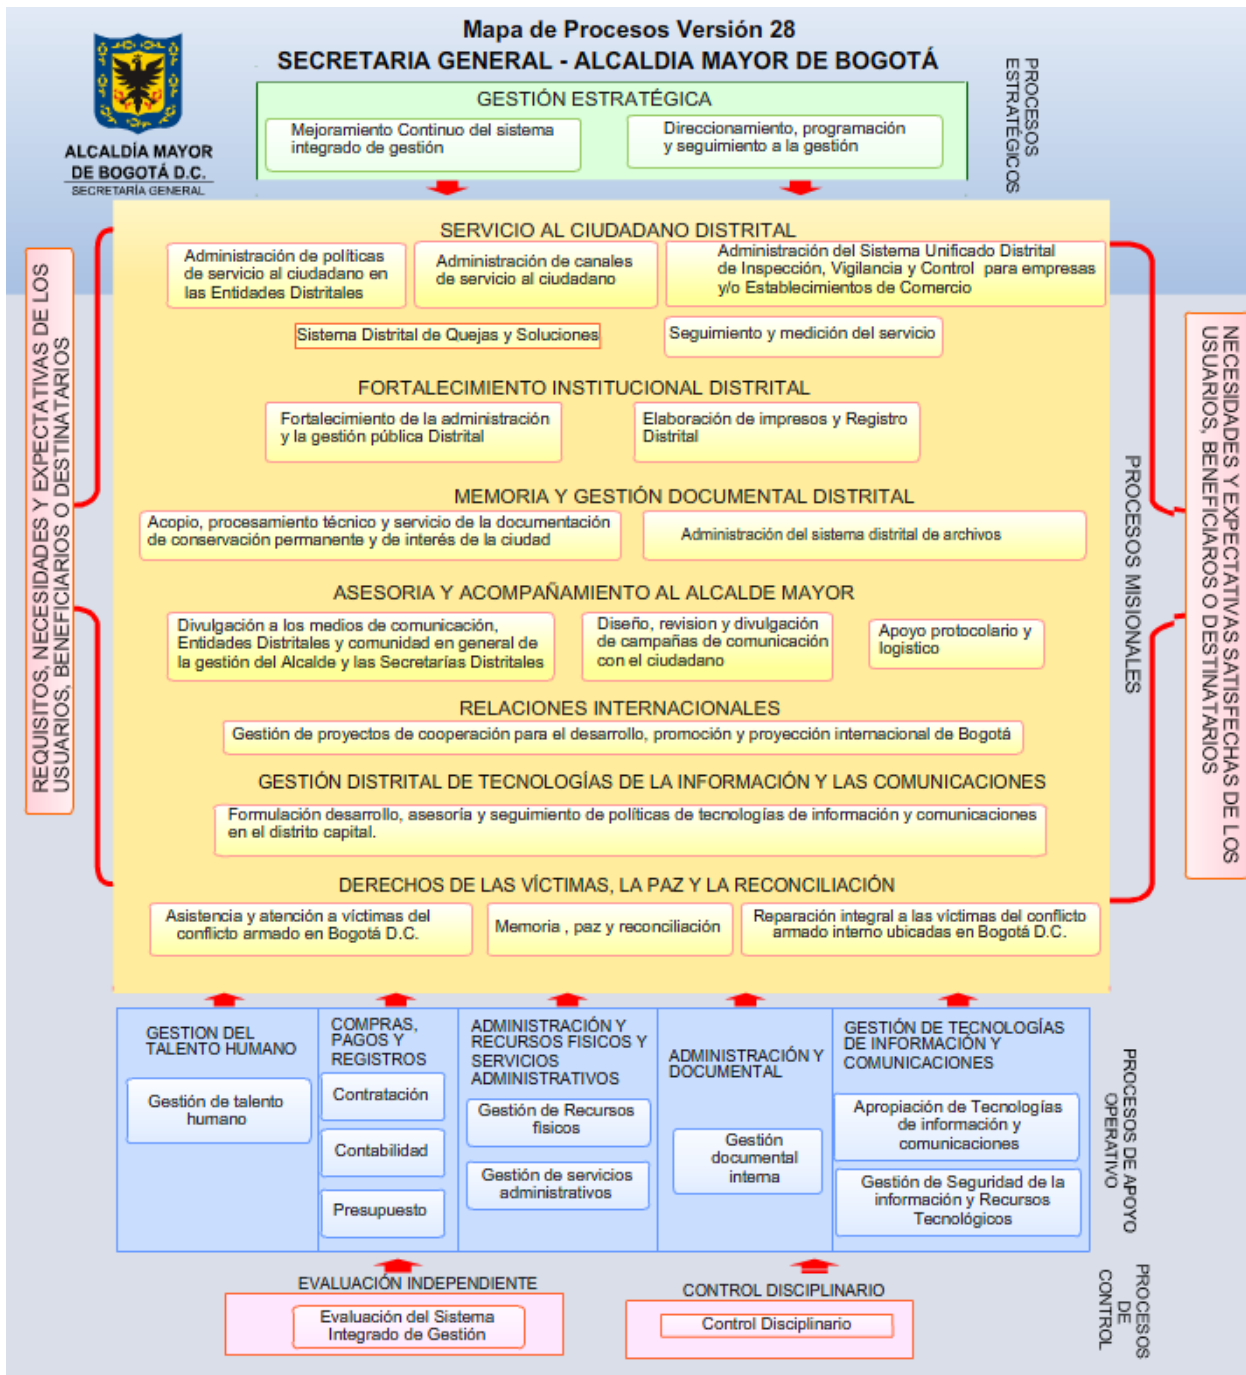 Mapa de Procesos Versión 28
SECRETARIA GENERAL - ALCALDIA MAYOR DE BOGOTÁ
ALCALDÍA MAYOR
DE BOGOTÁ D.C.
SECRETARÍA GENERAL
PROCESOS
ESTRATÉGICOS
GESTIÓN ESTRATÉGICA
Mejoramiento Continuo del sistema
integrado de gestión
Direccionamiento, programación
y seguimiento a la gestión
REQUISITOS, NECESIDADES Y EXPECTATIVAS DE LOS
USUARIOS, BENEFICIARIOS O DESTINATARIOS
SERVICIO AL CIUDADANO DISTRITAL
Administración de políticas
de servicio al ciudadano en
las Entidades Distritales
Administración de canales
de servicio al ciudadano
Administración del Sistema Unificado Distrital
de Inspección, Vigilancia y Control para empresas
y/o Establecimientos de Comercio
Sistema Distrital de Quejas y Soluciones
Seguimiento y medición del servicio
FORTALECIMIENTO INSTITUCIONAL DISTRITAL
Fortalecimiento de la administración
y la gestión pública Distrital
Elaboración de impresos y Registro
Distrital
MEMORIA Y GESTIÓN DOCUMENTAL DISTRITAL
Acopio, procesamiento técnico y servicio de la documentación
de conservación permanente y de interés de la ciudad
Administración del sistema distrital de archivos
ASESORIA Y ACOMPAÑAMIENTO AL ALCALDE MAYOR
Divulgación a los medios de comunicación,
Entidades Distritales y comunidad en general de
la gestión del Alcalde y las Secretarías Distritales
Diseño, revision y divulgación
de campañas de comunicación
con el ciudadano
Apoyo protocolario y
logistico
RELACIONES INTERNACIONALES
Gestión de proyectos de cooperación para el desarrollo, promoción y proyección internacional de Bogotá
GESTIÓN DISTRITAL DE TECNOLOGÍAS DE LA INFORMACIÓN Y LAS COMUNICACIONES
Formulación desarrollo, asesoría y seguimiento de políticas de tecnologías de información y comunicaciones
en el distrito capital.
DERECHOS DE LAS VÍCTIMAS, LA PAZ Y LA RECONCILIACIÓN
Asistencia y atención a víctimas del
conflicto armado en Bogotá D.C.
Memoria , paz y reconciliación
Reparación integral a las víctimas del conflicto
armado interno ubicadas en Bogotá D.C.
PROCESOS MISIONALES
NECESIDADES Y EXPECTATIVAS SATISFECHAS DE LOS
USUARIOS, BENEFICIAROS O DESTINATARIOS
GESTION DEL
TALENTO HUMANO
Gestión de talento
humano
COMPRAS,
PAGOS Y
REGISTROS
Contratación
Contabilidad
Presupuesto
ADMINISTRACIÓN Y
RECURSOS FISICOS Y
SERVICIOS
ADMINISTRATIVOS
Gestión de Recursos
fisicos
Gestión de servicios
administrativos
ADMINISTRACIÓN Y
DOCUMENTAL
Gestión
documental
interna
GESTIÓN DE TECNOLOGÍAS
DE INFORMACIÓN Y
COMUNICACIONES
Apropiación de Tecnologías
de información y
comunicaciones
Gestión de Seguridad de la
información y Recursos
Tecnológicos
PROCESOS DE APOYO
OPERATIVO
EVALUACIÓN INDEPENDIENTE
Evaluación del Sistema
Integrado de Gestión
CONTROL DISCIPLINARIO
Control Disciplinario
PROCESOS
DE
CONTROL